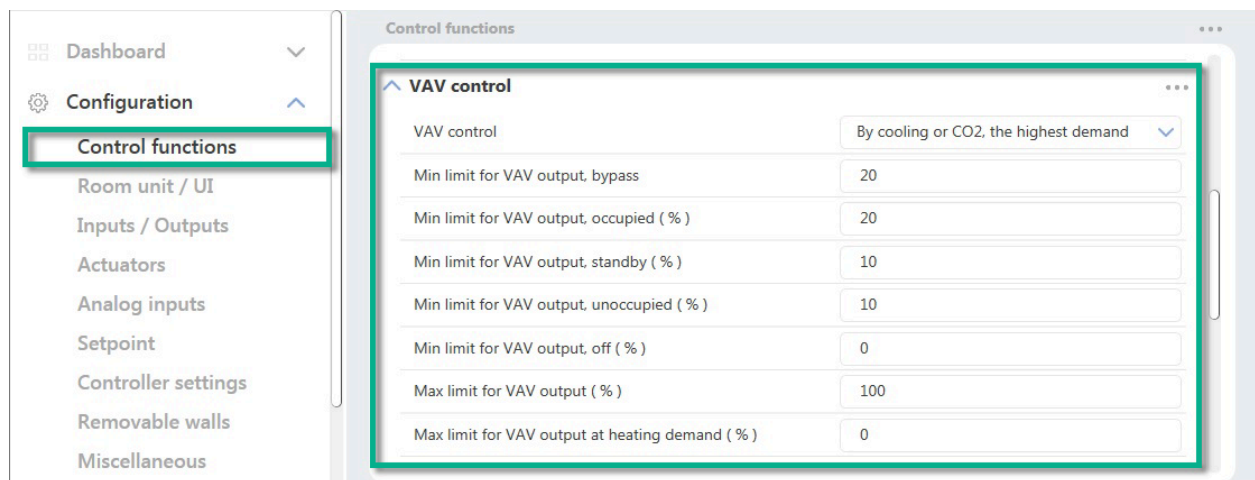 Dashboard
Configuration
Control functions
Room unit / UI
Inputs / Outputs
Actuators
Analog inputs
Setpoint
Controller settings
Removable walls
Miscellaneous
Control functions
VAV control
VAV control By cooling or CO2, the highest demand
Min limit for VAV output, bypass 20
Min limit for VAV output, occupied ( % ) 20
Min limit for VAV output, standby ( % ) 10
Min limit for VAV output, unoccupied ( % ) 10
Min limit for VAV output, off ( % ) 0
Max limit for VAV output ( % ) 100
Max limit for VAV output at heating demand ( % ) 0